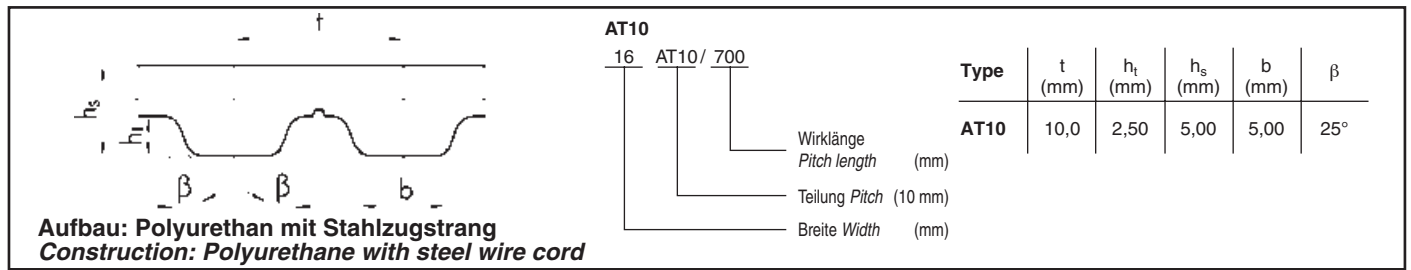 t
hs
ht
β β b
Aufbau: Polyurethan mit Stahlzugstrang
Construction: Polyurethane with steel wire cord
AT10
16 AT10/ 700
Wirklänge
Pitch length (mm)
Teilung Pitch (10 mm)
Breite Width (mm)
Type t (mm) ht (mm) hs (mm) b (mm) β
AT10 10,0 2,50 5,00 5,00 25°